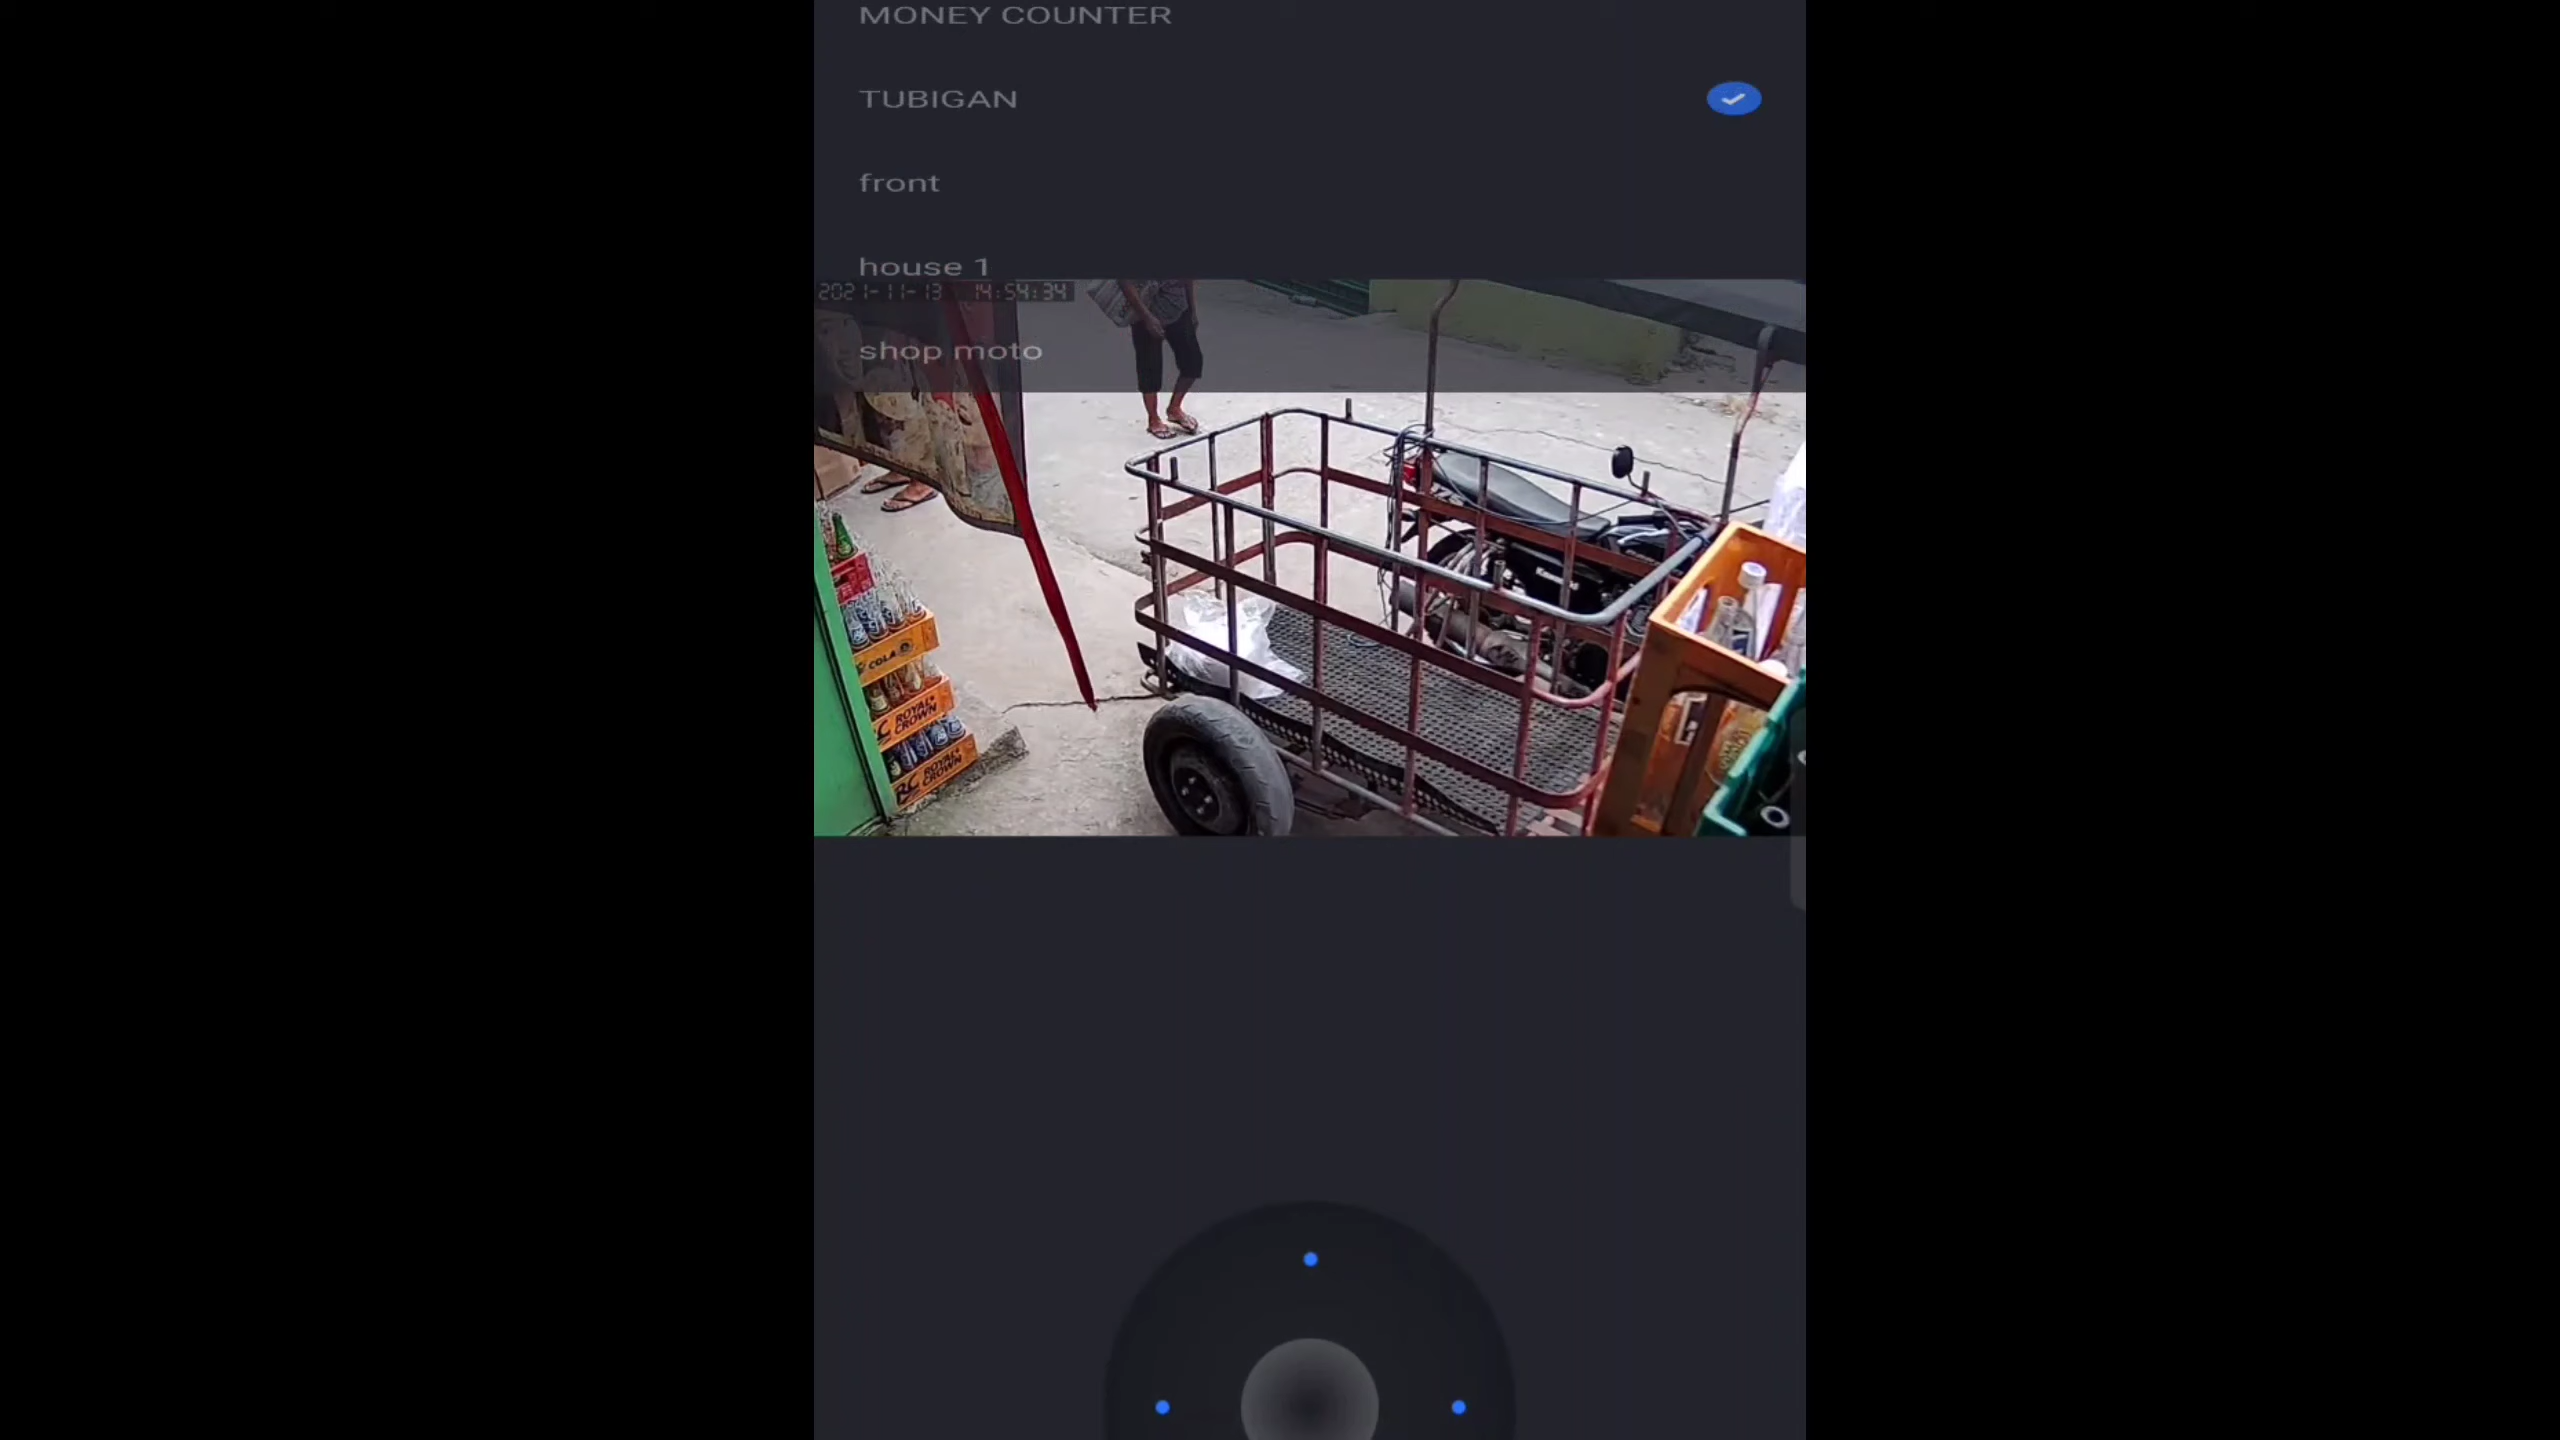 MONEY COUNTER
TUBIGAN
front
house 1
2021-11-13 14:54:34
shop moto
COLA
ROYAL
CROWN
RC ROYAL
CROWN